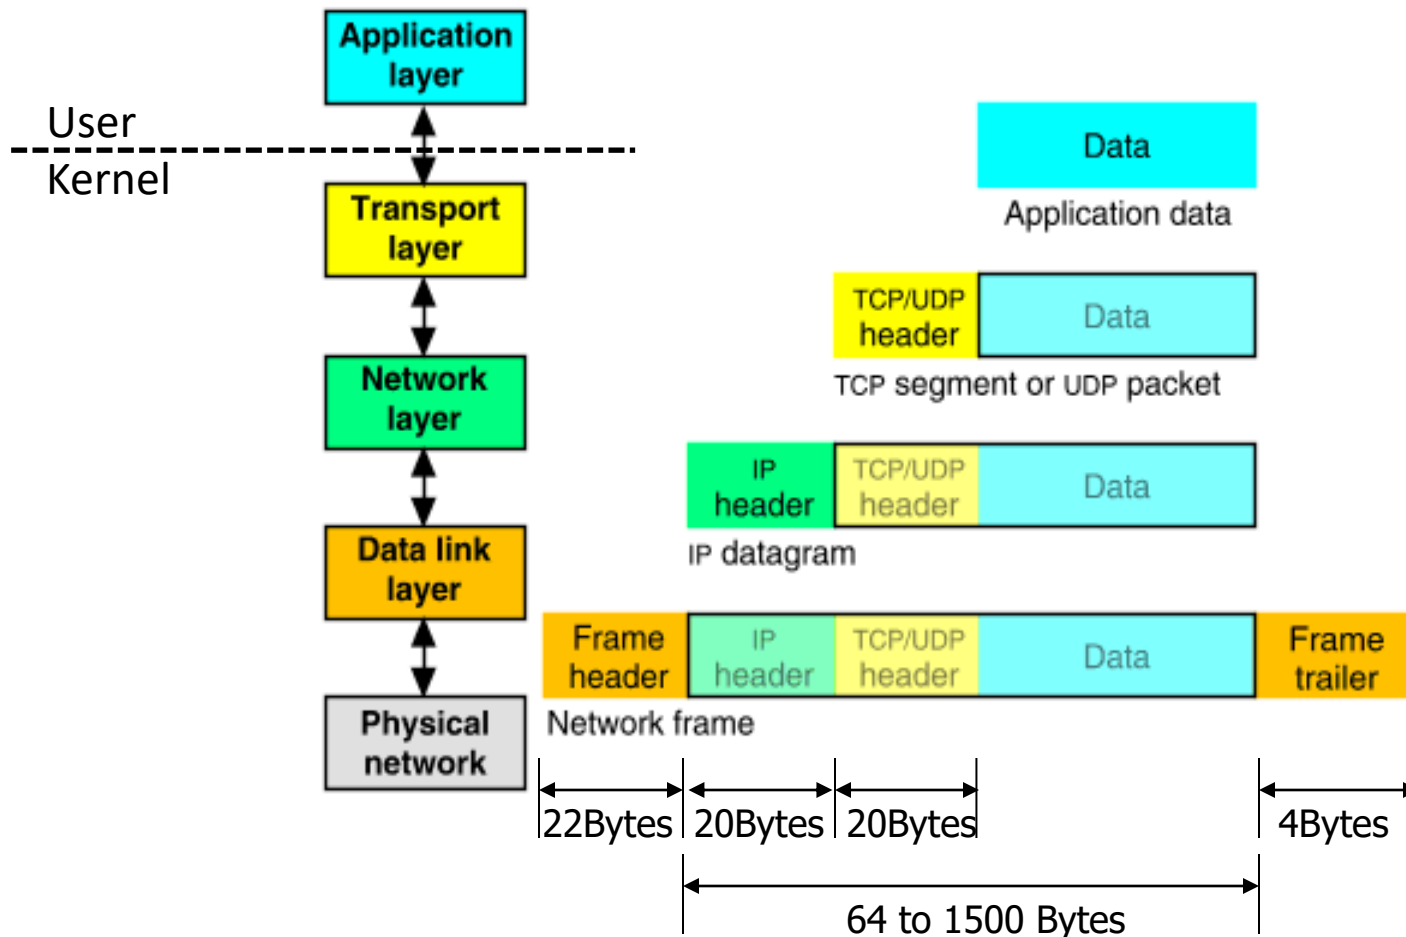 Application
layer
User
Kernel
Data
Application data
Transport
layer
TCP/UDP
header
Data
TCP segment or UDP packet
Network
layer
IP
header
TCP/UDP
header
Data
IP datagram
Data link
layer
Frame
header
IP
header
TCP/UDP
header
Data
Frame
trailer
Network frame
Physical
network
22Bytes
20Bytes
20Bytes
4Bytes
64 to 1500 Bytes